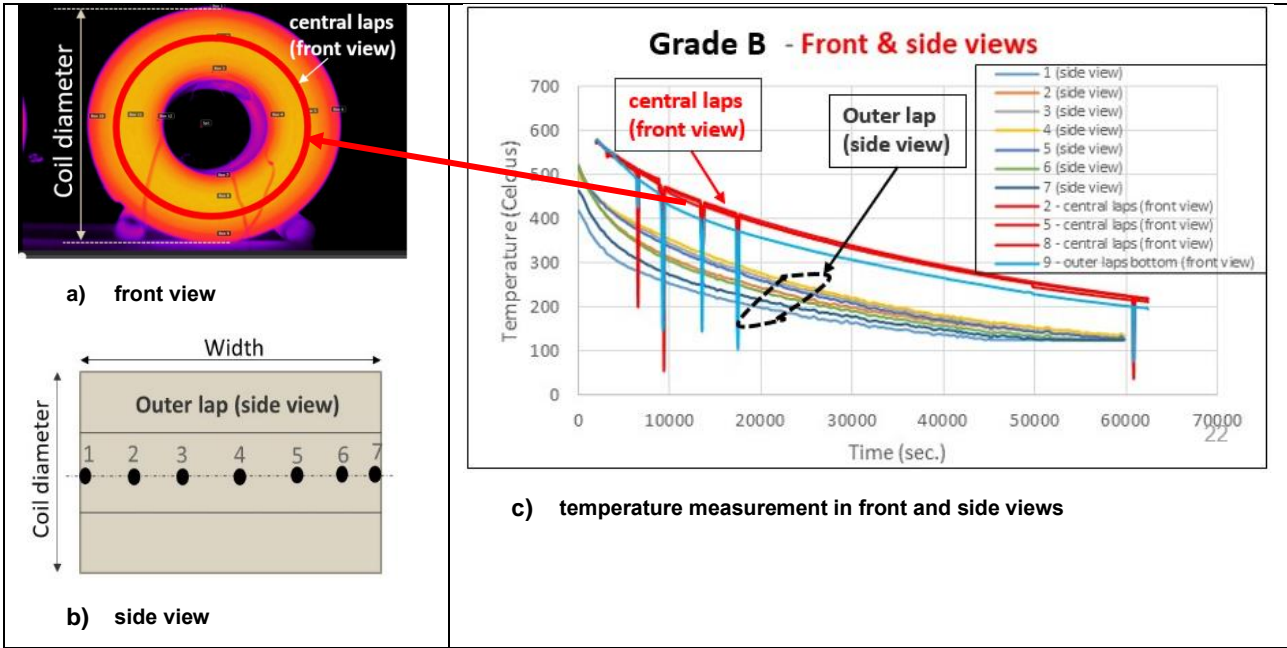 central laps
(front view)
Coil diameter
a) front view
Width
Outer lap (side view)
1 2 3 4 5 6 7
Coil diameter
b) side view
Grade B - Front & side views
central laps
(front view)
Outer lap
(side view)
1 (side view)
2 (side view)
3 (side view)
4 (side view)
5 (side view)
6 (side view)
7 (side view)
2 - central laps (front view)
5 - central laps (front view)
8 - central laps (front view)
9 - outer laps bottom (front view)
Temperature (Celcius)
700
600
500
400
300
200
100
0
0 10000 20000 30000 40000 50000 60000 70000
22
Time (sec.)
c) temperature measurement in front and side views